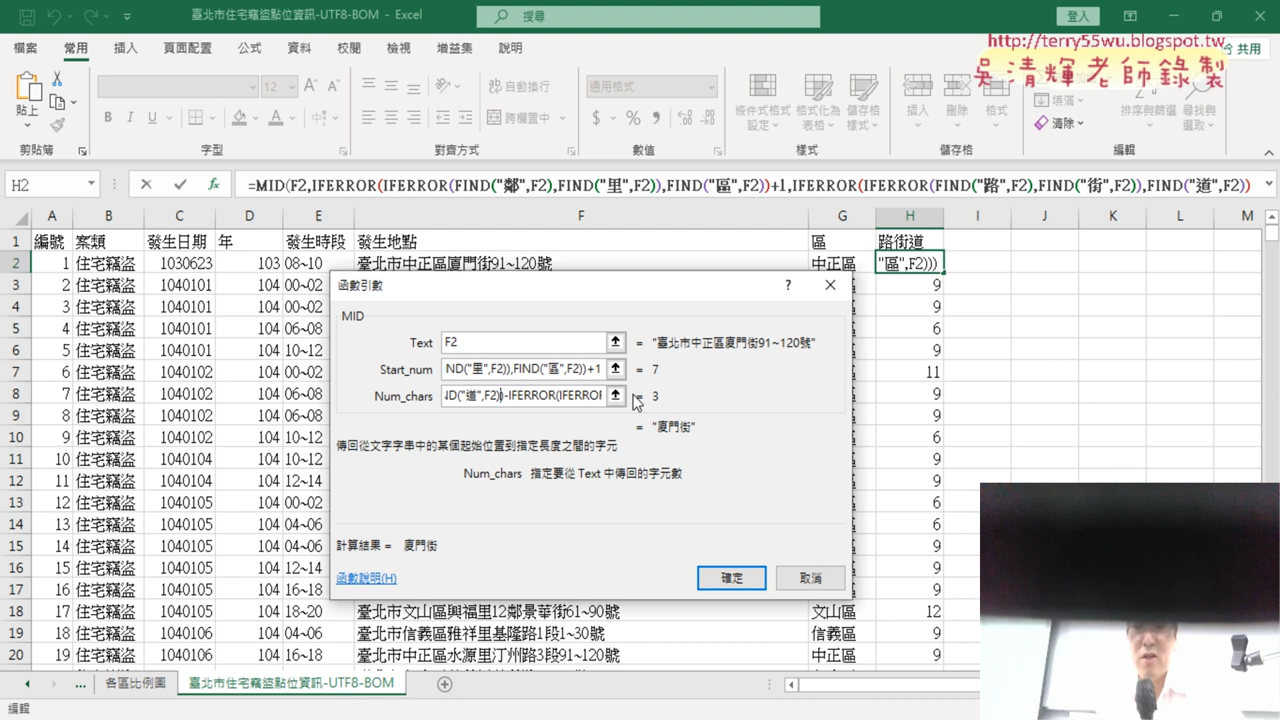 臺北市住宅竊盜點位資訊-UTF8-BOM - Excel
搜尋
登入
http://terry55wu.blogspot.tw
吳清輝老師錄製
檔案 常用 插入 頁面配置 公式 資料 校閱 檢視 增益集 說明
共用
貼上
12
自動換行
跨欄置中
通用格式
條件式格式設定
格式化為表格
儲存格樣式
插入 刪除 格式
填滿
清除
排序與篩選
尋找與選取
剪貼簿 字型 對齊方式 數值 樣式 儲存格 編輯
H2
=MID(F2,IFERROR(IFERROR(FIND("鄰",F2),FIND("里",F2)),FIND("區",F2))+1,IFERROR(IFERROR(FIND("路",F2),FIND("街",F2)),FIND("道",F2))
A B C D E F G H I J K L M
1 編號 案類 發生日期 年 發生時段 發生地點 區 路街道
2 1 住宅竊盜 1030623 103 08~10 臺北市中正區廈門街91~120號 中正區 "區",F2)))
3 2 住宅竊盜 1040101 104 00~02 9
4 3 住宅竊盜 1040101 104 00~02 9
5 4 住宅竊盜 1040101 104 06~08 6
6 5 住宅竊盜 1040101 104 10~12 9
7 6 住宅竊盜 1040101 104 00~02 11
8 7 住宅竊盜 1040102 104 06~08 9
9 8 住宅竊盜 1040102 104 06~08 9
10 9 住宅竊盜 1040102 104 10~12 6
11 10 住宅竊盜 1040103 104 10~12 9
12 11 住宅竊盜 1040104 104 12~14 9
13 12 住宅竊盜 1040105 104 00~02 6
14 13 住宅竊盜 1040105 104 04~06 6
15 14 住宅竊盜 1040105 104 04~06 9
16 15 住宅竊盜 1040105 104 12~14 9
17 16 住宅竊盜 1040105 104 16~18 9
18 17 住宅竊盜 1040105 104 18~20 臺北市文山區興福里12鄰景華街61~90號 文山區 12
19 18 住宅竊盜 1040106 104 04~06 臺北市信義區雅祥里基隆路1段1~30號 信義區 9
20 19 住宅竊盜 1040106 104 16~18 臺北市中正區水源里汀州路3段91~120號 中正區 9
函數引數
MID
Text F2 = "臺北市中正區廈門街91~120號"
Start_num ND("里",F2)),FIND("區",F2))+1 = 7
Num_chars ND("道",F2))-IFERROR(IFERROR = 3
= "廈門街"
傳回從文字字串中的某個起始位置到指定長度之間的字元
Num_chars 指定要從 Text 中傳回的字元數
計算結果 = 廈門街
函數說明(H)
確定
取消
... 各區比例圖 臺北市住宅竊盜點位資訊-UTF8-BOM
編輯